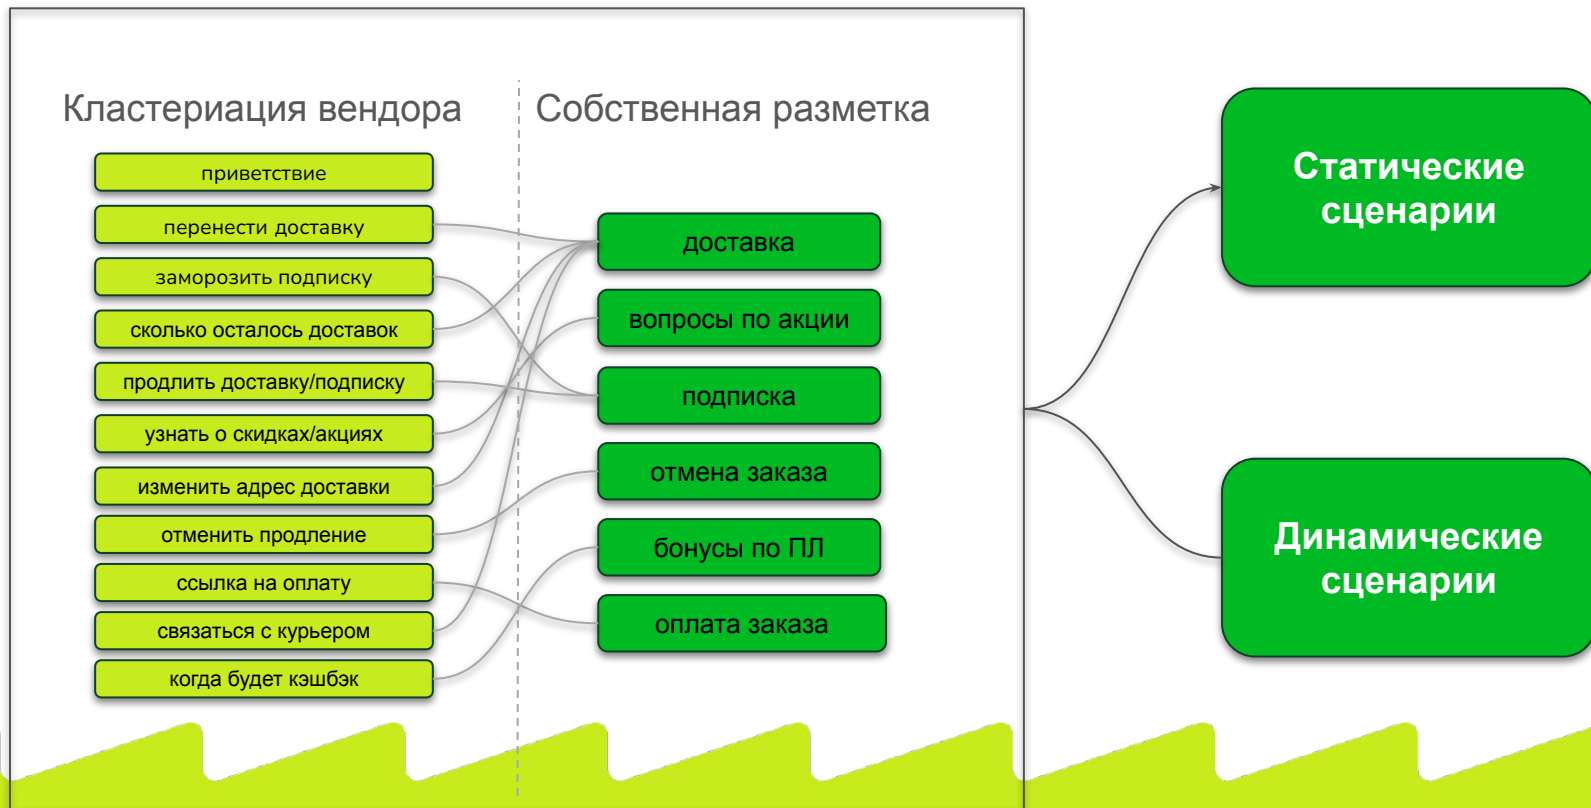 Кластериация вендора
Собственная разметка
приветствие
перенести доставку
заморозить подписку
сколько осталось доставок
продлить доставку/подписку
узнать о скидках/акциях
изменить адрес доставки
отменить продление
ссылка на оплату
связаться с курьером
когда будет кэшбэк
доставка
вопросы по акции
подписка
отмена заказа
бонусы по ПЛ
оплата заказа
Статические
сценарии
Динамические
сценарии